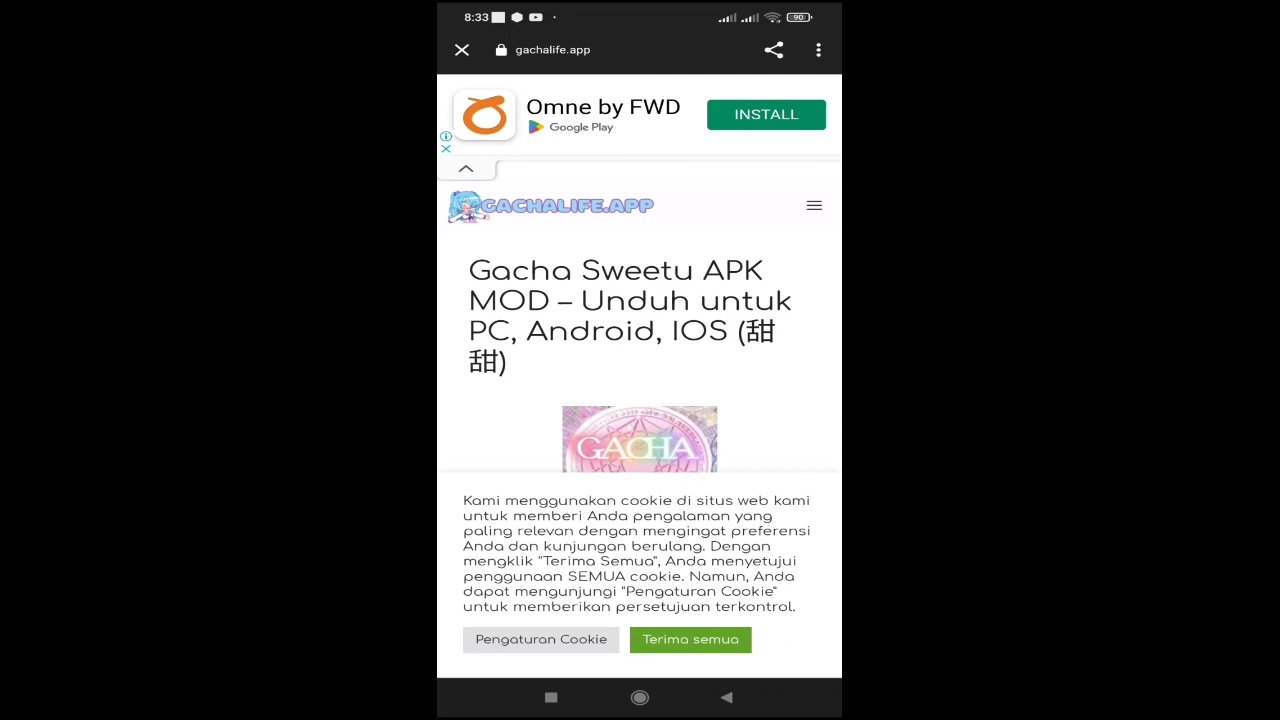 8:33
90
gachalife.app
Omne by FWD
Google Play
INSTALL
GACHALIFE.APP
Gacha Sweetu APK
MOD – Unduh untuk
PC, Android, IOS (甜
甜)
GACHA
Kami menggunakan cookie di situs web kami
untuk memberi Anda pengalaman yang
paling relevan dengan mengingat preferensi
Anda dan kunjungan berulang. Dengan
mengklik "Terima Semua", Anda menyetujui
penggunaan SEMUA cookie. Namun, Anda
dapat mengunjungi "Pengaturan Cookie"
untuk memberikan persetujuan terkontrol.
Pengaturan Cookie
Terima semua